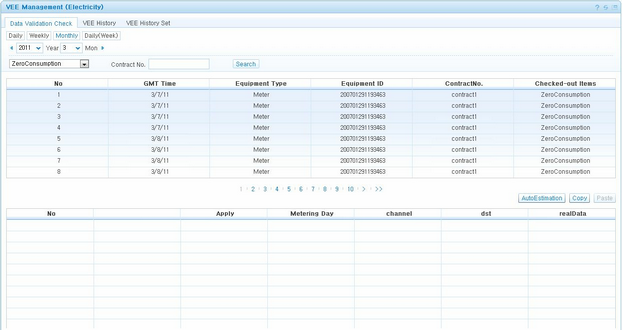 VEE Management (Electricity)
Data Validation Check VEE History VEE History Set
Daily Weekly Monthly Daily(Week)
2011 Year 3 Mon
ZeroConsumption Contract No. Search
No GMT Time Equipment Type Equipment ID ContractNo. Checked-out Items
1 3/7/11 Meter 200701291193463 contract1 ZeroConsumption
2 3/7/11 Meter 200701291193463 contract1 ZeroConsumption
3 3/7/11 Meter 200701291193463 contract1 ZeroConsumption
4 3/7/11 Meter 200701291193463 contract1 ZeroConsumption
5 3/8/11 Meter 200701291193463 contract1 ZeroConsumption
6 3/8/11 Meter 200701291193463 contract1 ZeroConsumption
7 3/8/11 Meter 200701291193463 contract1 ZeroConsumption
8 3/8/11 Meter 200701291193463 contract1 ZeroConsumption
1 2 3 4 5 6 7 8 9 10 > >>
AutoEstimation Copy Paste
No Apply Metering Day channel dst realData